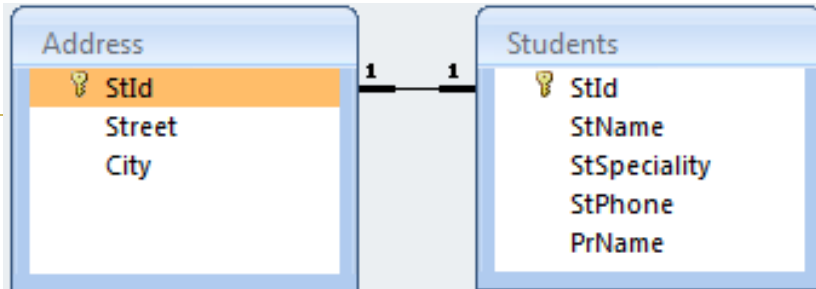 Address
StId
Street
City
1 1
Students
StId
StName
StSpeciality
StPhone
PrName